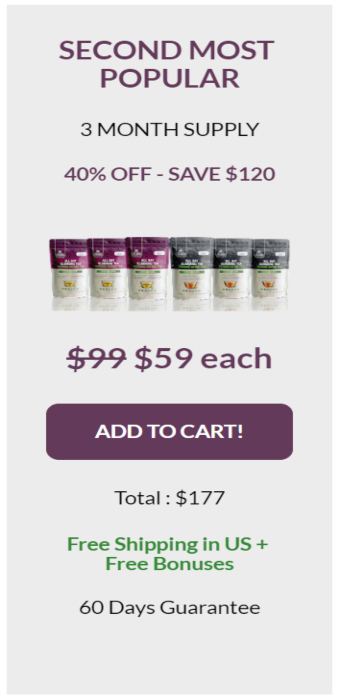 SECOND MOST
POPULAR
3 MONTH SUPPLY
40% OFF - SAVE $120
$99 $59 each
ADD TO CART!
Total : $177
Free Shipping in US +
Free Bonuses
60 Days Guarantee